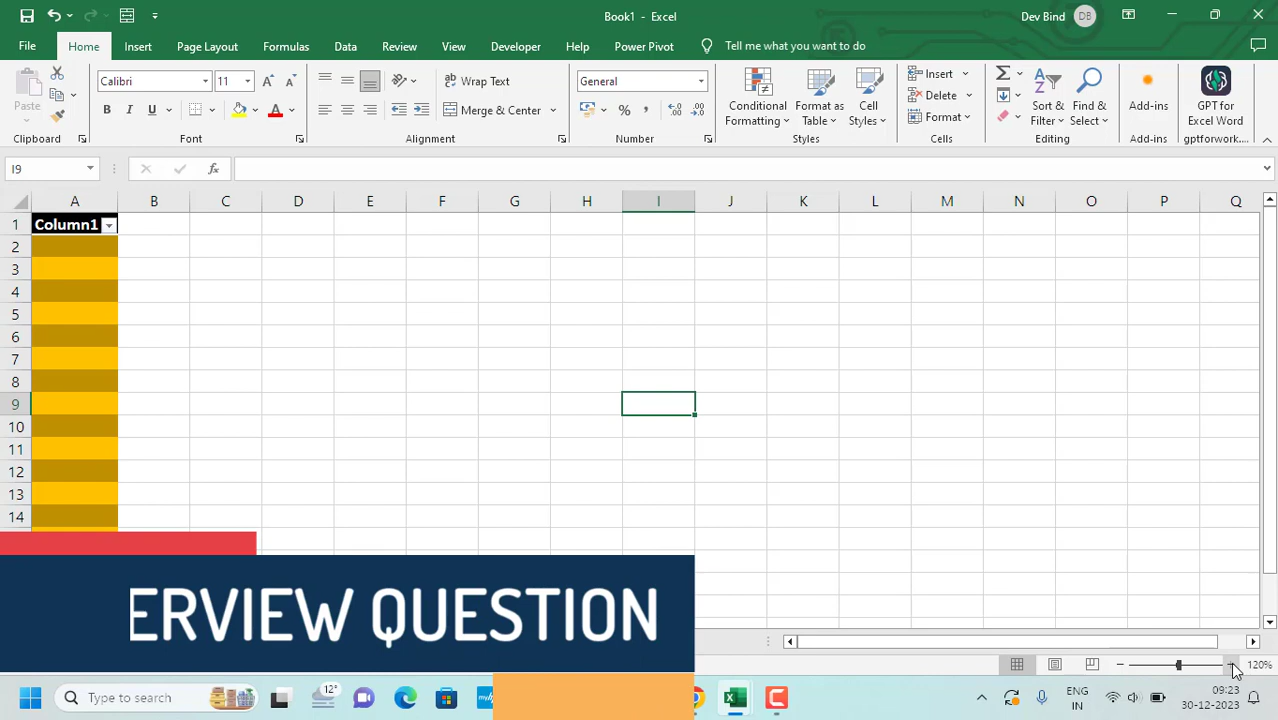 Book1 - Excel
Dev Bind
DB
File
Home
Insert
Page Layout
Formulas
Data
Review
View
Developer
Help
Power Pivot
Tell me what you want to do
Paste
Calibri
11
A
A
B
I
U
A
ab
Wrap Text
Merge & Center
General
%
,
Conditional
Formatting
Format as
Table
Cell
Styles
Insert
Delete
Format
Sort &
Filter
Find &
Select
Add-ins
GPT for
Excel Word
Clipboard
Font
Alignment
Number
Styles
Cells
Editing
Add-ins
gptforwork...
I9
fx
A B C D E F G H I J K L M N O P Q
1 Column1
2
3
4
5
6
7
8
9
10
11
12
13
14
ERVIEW QUESTION
120%
Type to search
12°
ENG
IN
09:23
30-11-2023